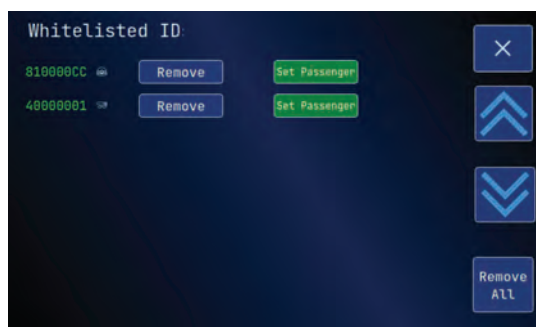 Whitelisted ID:
810000CC Remove Set Passenger
40000001 Remove Set Passenger
Remove
All